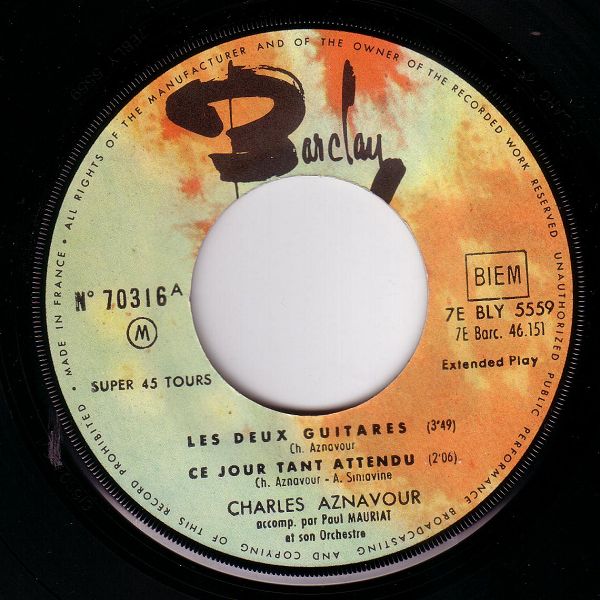 • MADE IN FRANCE • ALL RIGHTS OF THE MANUFACTURER AND OF THE OWNER OF THE RECORDED WORK RESERVED UNAUTHORIZED PUBLIC PERFORMANCE BROADCASTING AND COPYING OF THIS RECORD PROHIBITED
Barclay
N° 70316 A
M
SUPER 45 TOURS
BIEM
7E BLY 5559
7E Barc. 46.151
Extended Play
LES DEUX GUITARES (3"49)
Ch. Aznavour
CE JOUR TANT ATTENDU (2'06)
Ch. Aznavour - A. Siniavine
CHARLES AZNAVOUR
accomp. par Paul MAURIAT
et son Orchestre